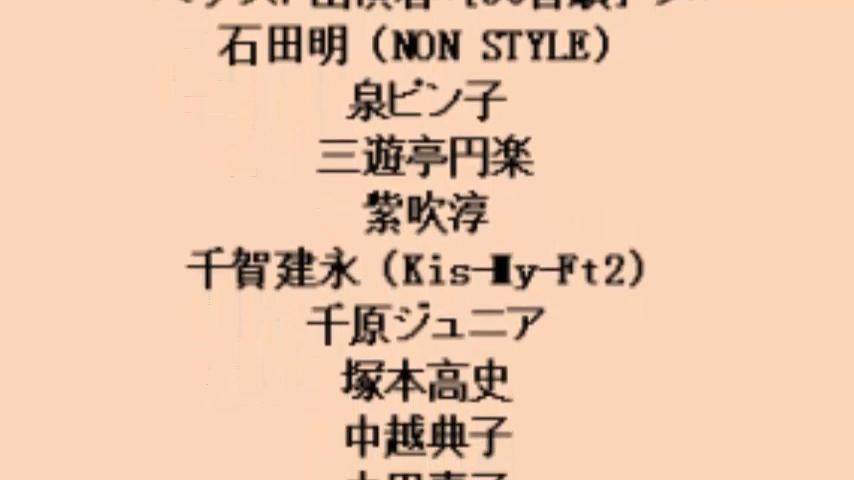 石田明(NON STYLE)
泉ピン子
三遊亭円楽
紫吹淳
千賀建永(Kis-My-Ft2)
千原ジュニア
塚本高史
中越典子